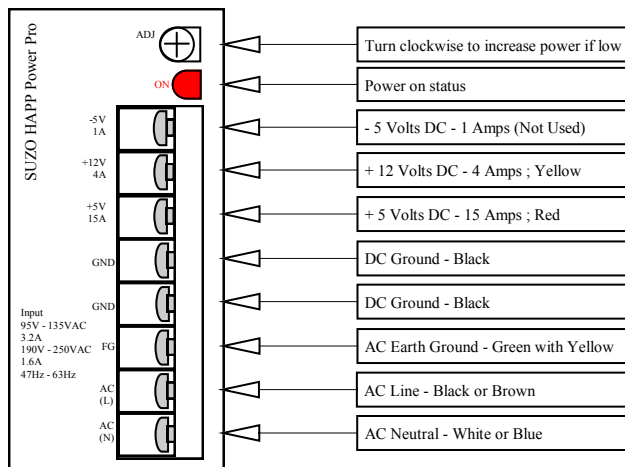 SUZO HAPP Power Pro
ADJ
Turn clockwise to increase power if low
ON
Power on status
-5V
1A
- 5 Volts DC - 1 Amps (Not Used)
+12V
4A
+ 12 Volts DC - 4 Amps ; Yellow
+5V
15A
+ 5 Volts DC - 15 Amps ; Red
GND
DC Ground - Black
GND
DC Ground - Black
Input
95V - 135VAC
3.2A
190V - 250VAC
1.6A
47Hz - 63Hz
FG
AC Earth Ground - Green with Yellow
AC
(L)
AC Line - Black or Brown
AC
(N)
AC Neutral - White or Blue